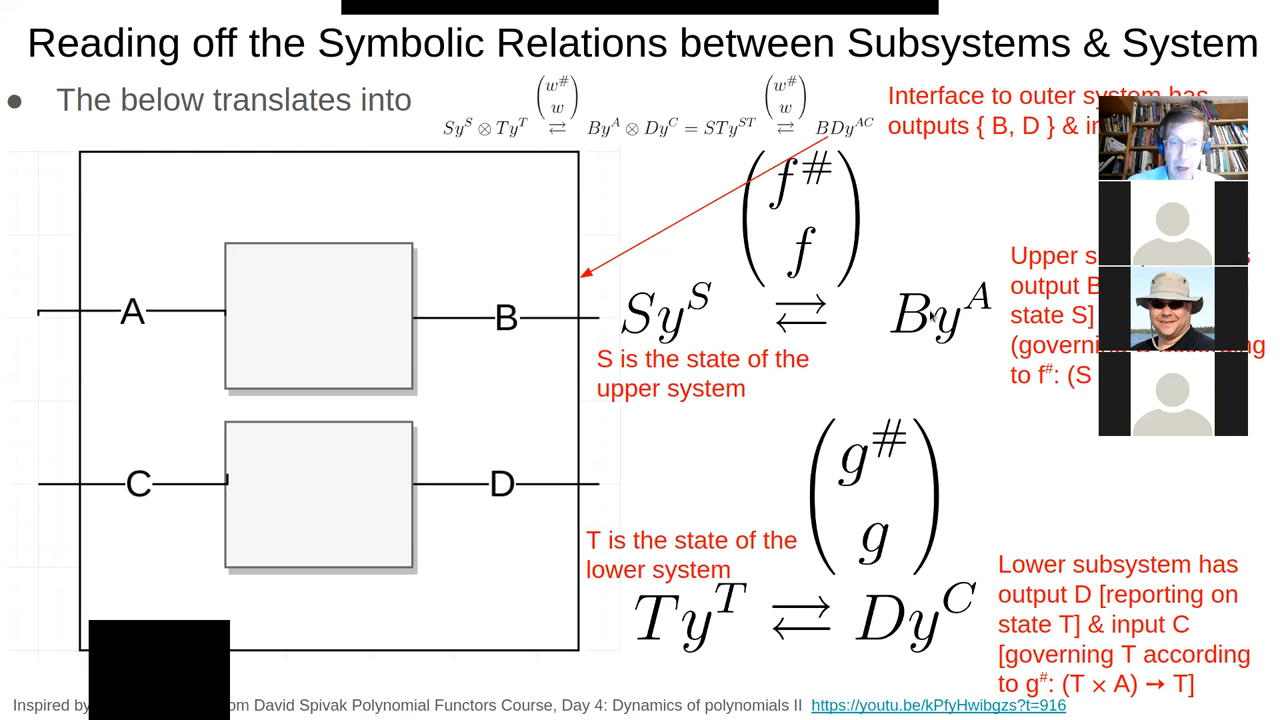 Reading off the Symbolic Relations between Subsystems & System
● The below translates into
(w# w) (w# w)
Sy^S ⊗ Ty^T ⇄ By^A ⊗ Dy^C = STy^ST ⇄ BDy^AC
Interface to outer system has
outputs { B, D } &
(f# f)
Sy^S ⇄ By^A
S is the state of the
upper system
Upper
output B
state S]
to f#: (S
A
B
C
D
(g# g)
T is the state of the
lower system
Ty^T ⇄ Dy^C
Lower subsystem has
output D [reporting on
state T] & input C
[governing T according
to g#: (T × A) → T]
Inspired by David Spivak Polynomial Functors Course, Day 4: Dynamics of polynomials II https://youtu.be/kPfyHwibgzs?t=916